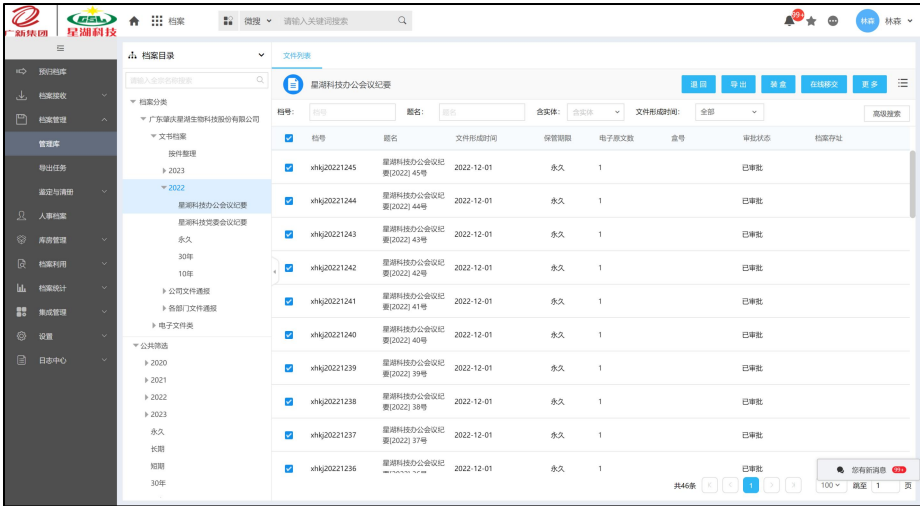 广新集团
GSL
星湖科技
档案
微搜
请输入关键词搜索
99+
林森
林森
预归档库
档案接收
档案管理
管理库
导出任务
鉴定与清册
人事档案
库房管理
档案利用
档案统计
集成管理
设置
日志中心
档案目录
档案分类
广东肇庆星湖生物科技股份有限公司
文书档案
按件整理
2023
2022
星湖科技办公会议纪要
星湖科技党委会议纪要
永久
30年
10年
公司文件通报
各部门文件通报
电子文件类
公共筛选
2020
2021
2022
2023
永久
长期
短期
30年
文件列表
星湖科技办公会议纪要
退回 导出 装盒 在线移交 更多
档号: 档号 题名: 题名 含实体: 含实体 文件形成时间: 全部 高级搜索
档号 题名 文件形成时间 保管期限 电子原文数 盒号 审批状态 档案存址
xhkj20221245 星湖科技办公会议纪要[2022] 45号 2022-12-01 永久 1 已审批
xhkj20221244 星湖科技办公会议纪要[2022] 44号 2022-12-01 永久 1 已审批
xhkj20221243 星湖科技办公会议纪要[2022] 43号 2022-12-01 永久 1 已审批
xhkj20221242 星湖科技办公会议纪要[2022] 42号 2022-12-01 永久 1 已审批
xhkj20221241 星湖科技办公会议纪要[2022] 41号 2022-12-01 永久 1 已审批
xhkj20221240 星湖科技办公会议纪要[2022] 40号 2022-12-01 永久 1 已审批
xhkj20221239 星湖科技办公会议纪要[2022] 39号 2022-12-01 永久 1 已审批
xhkj20221238 星湖科技办公会议纪要[2022] 38号 2022-12-01 永久 1 已审批
xhkj20221237 星湖科技办公会议纪要[2022] 37号 2022-12-01 永久 1 已审批
xhkj20221236 星湖科技办公会议纪 2022-12-01 永久 1 已审批
您有新消息 99+
共46条 1 100 跳至 1 页